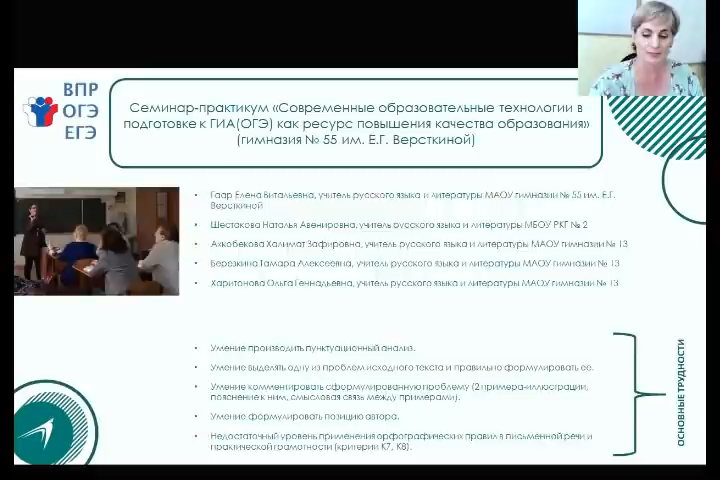 ВПР
ОГЭ
ЕГЭ
Семинар-практикум «Современные образовательные технологии в
подготовке к ГИА(ОГЭ) как ресурс повышения качества образования»
(гимназия № 55 им. Е.Г. Версткиной)
• Гаар Елена Витальевна, учитель русского языка и литературы МАОУ гимназии № 55 им. Е.Г.
Версткиной
• Шестакова Наталья Авенировна, учитель русского языка и литературы МБОУ РКГ № 2
• Ахкобекова Халимат Зафировна, учитель русского языка и литературы МАОУ гимназии № 13
• Березкина Тамара Алексеевна, учитель русского языка и литературы МАОУ гимназии № 13
• Харитонова Ольга Геннадьевна, учитель русского языка и литературы МАОУ гимназии № 13
• Умение производить пунктуационный анализ.
• Умение выделять одну из проблем исходного текста и правильно формулировать ее.
• Умение комментировать сформулированную проблему (2 примера-иллюстрации,
пояснение к ним, смысловая связь между примерами).
• Умение формулировать позицию автора.
• Недостаточный уровень применения орфографических правил в письменной речи и
практической грамотности (критерии К7, К8).
ОСНОВНЫЕ ТРУДНОСТИ